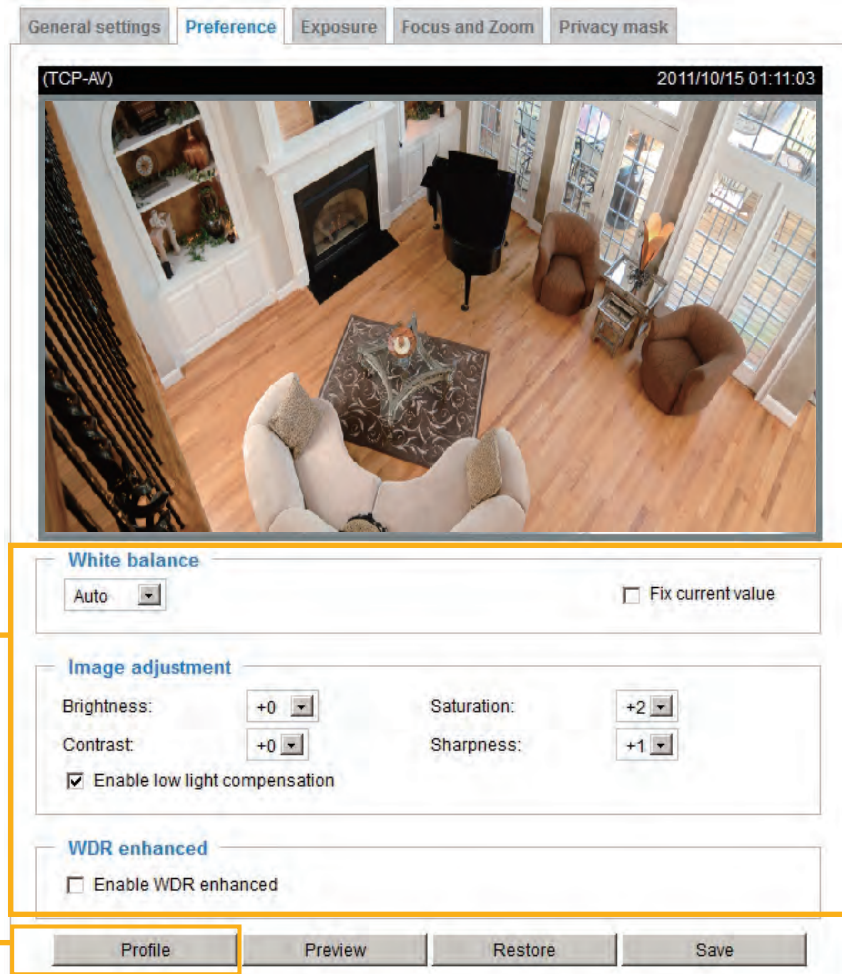 General settings Preference Exposure Focus and Zoom Privacy mask
(TCP-AV) 2011/10/15 01:11:03
White balance
Auto Fix current value
Image adjustment
Brightness: +0 Saturation: +2
Contrast: +0 Sharpness: +1
Enable low light compensation
WDR enhanced
Enable WDR enhanced
Profile Preview Restore Save